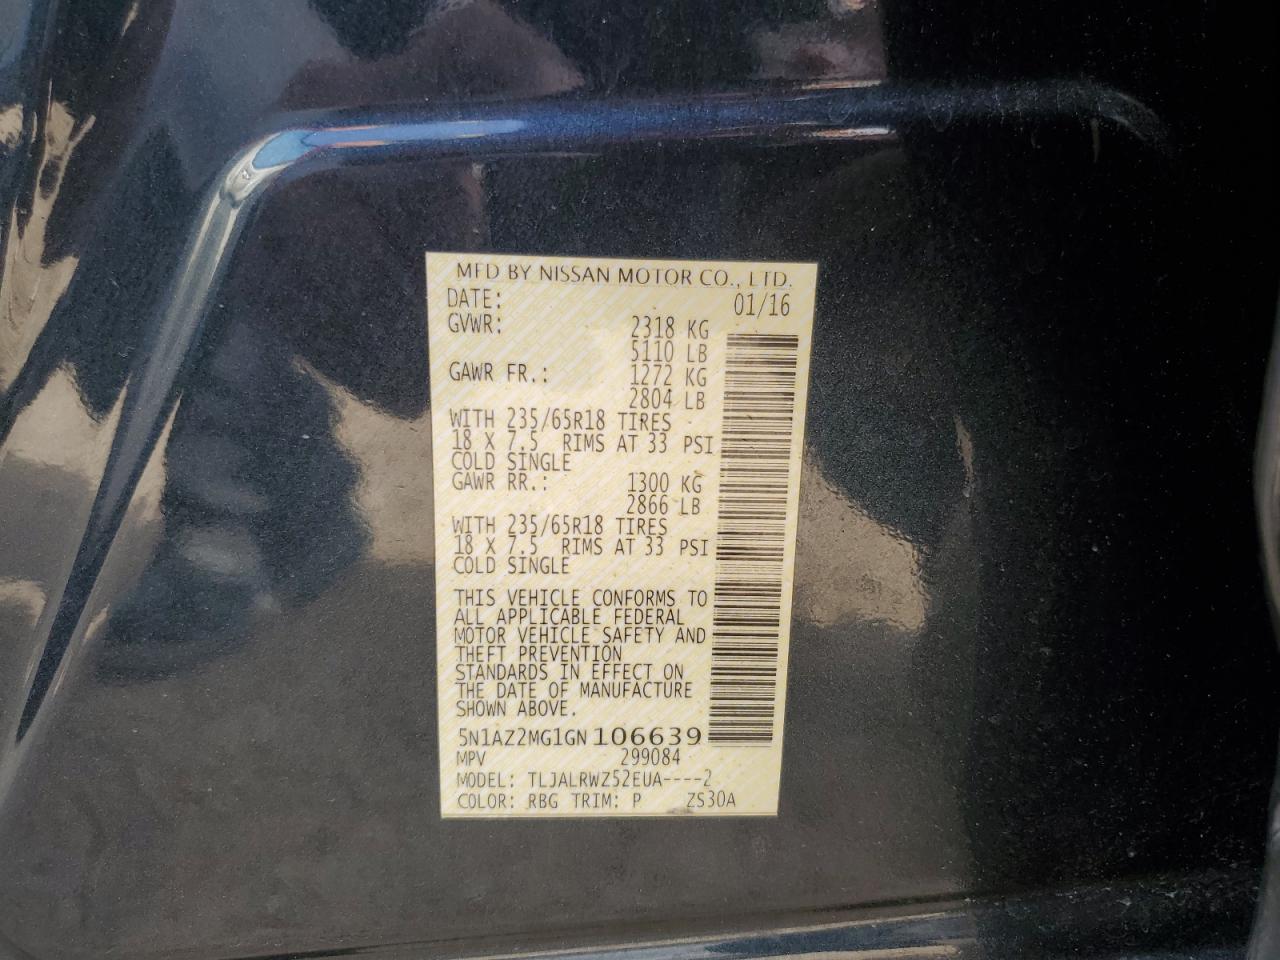 MFD BY NISSAN MOTOR CO., LTD.
DATE: 01/16
GVWR: 2318 KG
5110 LB
GAWR FR.: 1272 KG
2804 LB
WITH 235/65R18 TIRES
18 X 7.5 RIMS AT 33 PSI
COLD SINGLE
GAWR RR.: 1300 KG
2866 LB
WITH 235/65R18 TIRES
18 X 7.5 RIMS AT 33 PSI
COLD SINGLE
THIS VEHICLE CONFORMS TO
ALL APPLICABLE FEDERAL
MOTOR VEHICLE SAFETY AND
THEFT PREVENTION
STANDARDS IN EFFECT ON
THE DATE OF MANUFACTURE
SHOWN ABOVE.
5N1AZ2MG1GN106639
MPV 299084
MODEL: TLJALRWZ52EUA----2
COLOR: RBG TRIM: P ZS30A